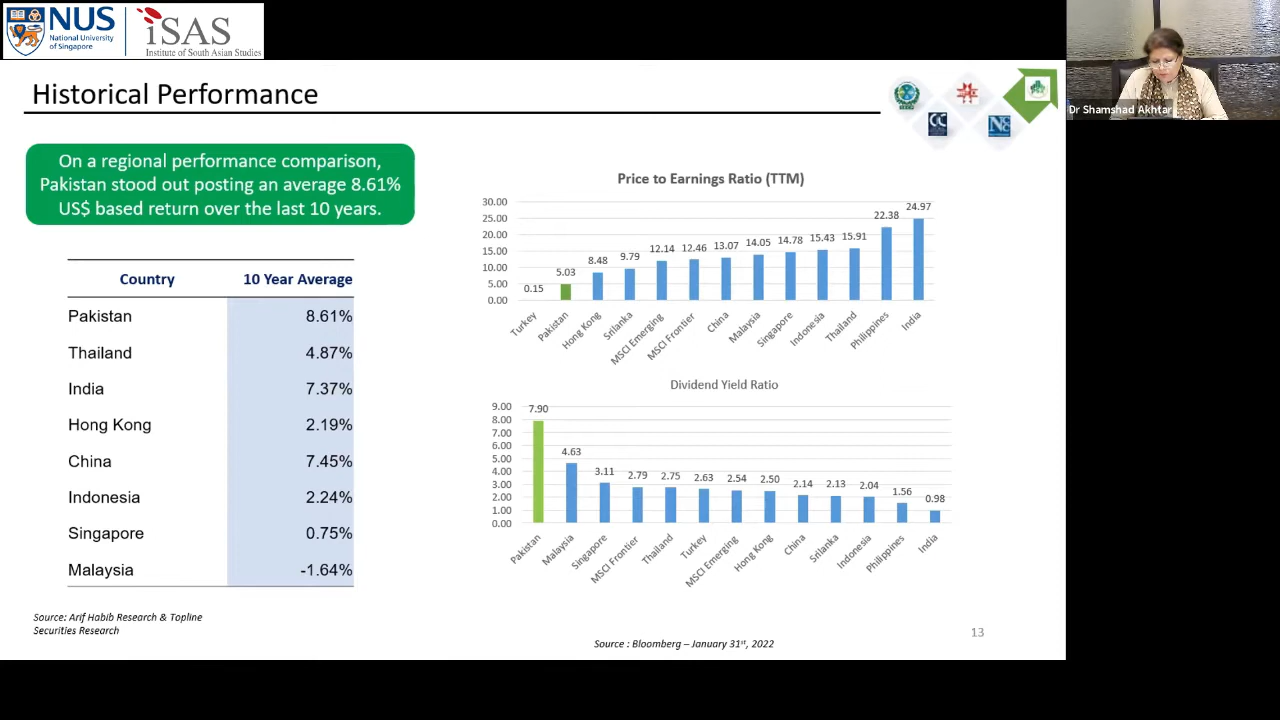 NUS
National University
of Singapore
iSAS
Institute of South Asian Studies
Historical Performance
Dr Shamshad Akhtar
On a regional performance comparison,
Pakistan stood out posting an average 8.61%
US$ based return over the last 10 years.
Country 10 Year Average
Pakistan 8.61%
Thailand 4.87%
India 7.37%
Hong Kong 2.19%
China 7.45%
Indonesia 2.24%
Singapore 0.75%
Malaysia -1.64%
Source: Arif Habib Research & Topline
Securities Research
Price to Earnings Ratio (TTM)
30.00
25.00
20.00
15.00
10.00
5.00
0.00
0.15 5.03 8.48 9.79 12.14 12.46 13.07 14.05 14.78 15.43 15.91 22.38 24.97
Turkey Pakistan Hong Kong Srilanka MSCI Emerging MSCI Frontier China Malaysia Singapore Indonesia Thailand Philippines India
Dividend Yield Ratio
9.00
8.00
7.00
6.00
5.00
4.00
3.00
2.00
1.00
0.00
7.90 4.63 3.11 2.79 2.75 2.63 2.54 2.50 2.14 2.13 2.04 1.56 0.98
Pakistan Malaysia Singapore MSCI Frontier Thailand Turkey MSCI Emerging Hong Kong China Srilanka Indonesia Philippines India
Source : Bloomberg – January 31st, 2022
13